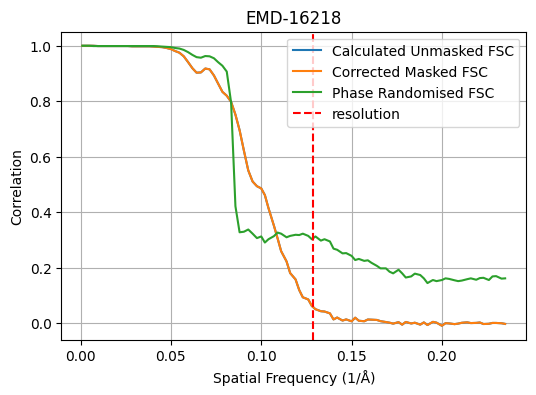 EMD-16218
1.0
0.8
0.6
0.4
0.2
0.0
Correlation
Calculated Unmasked FSC
Corrected Masked FSC
Phase Randomised FSC
resolution
0.00
0.05
0.10
0.15
0.20
Spatial Frequency (1/Å)